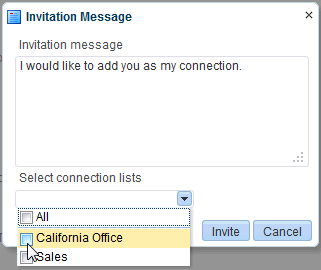 Invitation Message
Invitation message
I would like to add you as my connection.
Select connection lists
All
California Office
Sales
Invite
Cancel